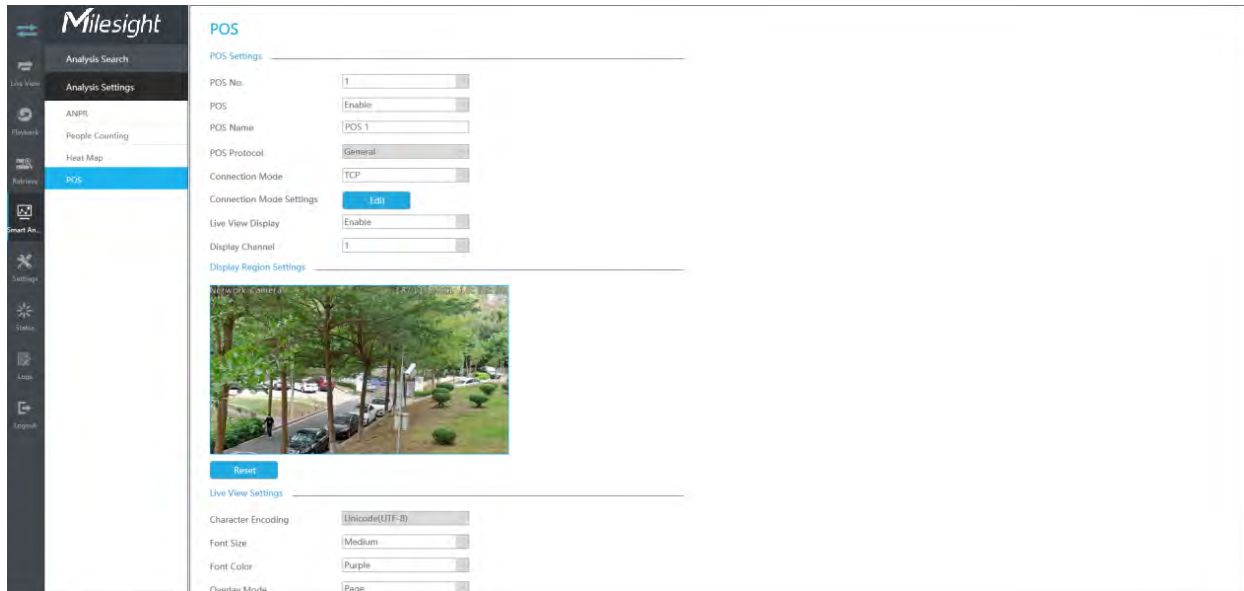 Milesight
Analysis Search
Live View
Analysis Settings
ANPR
Playback
People Counting
Heat Map
Retrieve
POS
Smart An...
Settings
Status
Logs
Logout
POS
POS Settings
POS No. 1
POS Enable
POS Name POS 1
POS Protocol General
Connection Mode TCP
Connection Mode Settings Edit
Live View Display Enable
Display Channel 1
Display Region Settings
Network Camera
Reset
Live View Settings
Character Encoding Unicode(UTF-8)
Font Size Medium
Font Color Purple
Overlay Mode Page